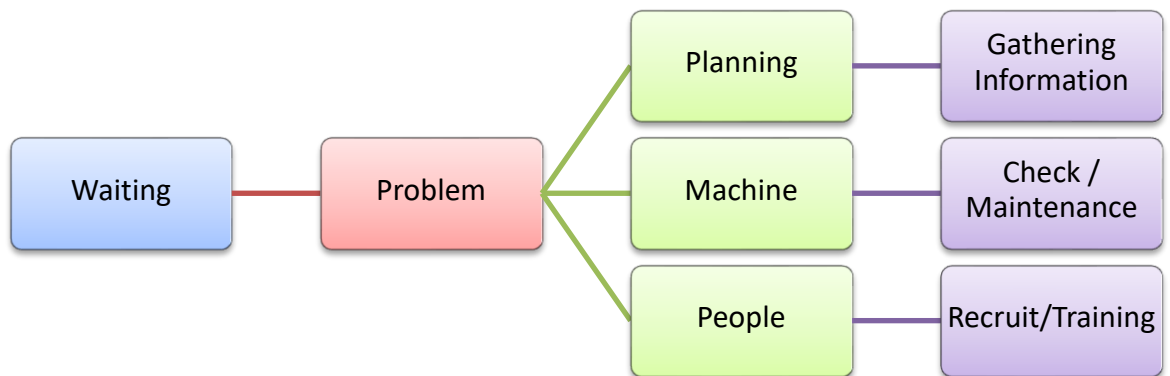 Waiting
Problem
Planning
Gathering
Information
Machine
Check /
Maintenance
People
Recruit/Training